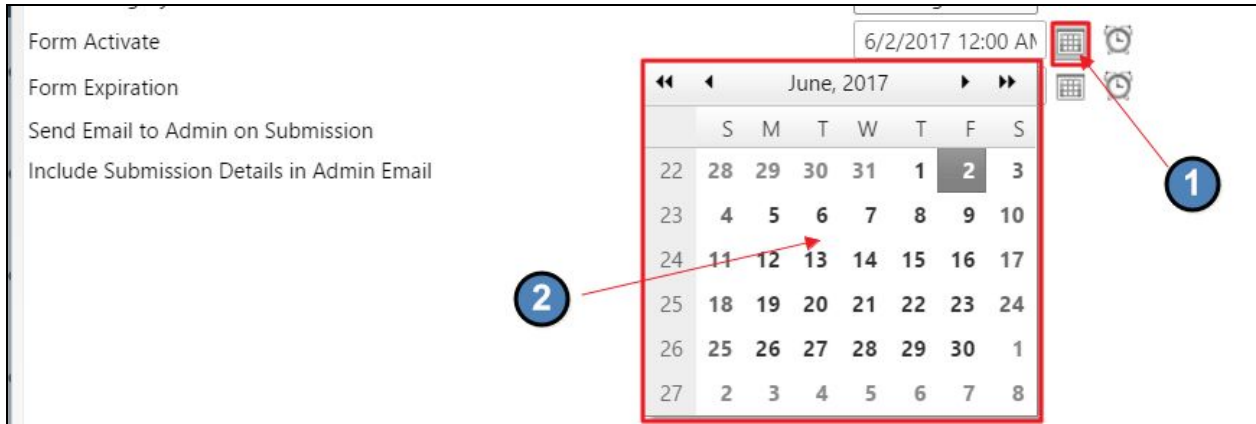 Form Activate 6/2/2017 12:00 AM
Form Expiration
June, 2017
Send Email to Admin on Submission
S M T W T F S
Include Submission Details in Admin Email
22 28 29 30 31 1 2 3
1
23 4 5 6 7 8 9 10
24 11 12 13 14 15 16 17
2
25 18 19 20 21 22 23 24
26 25 26 27 28 29 30 1
27 2 3 4 5 6 7 8